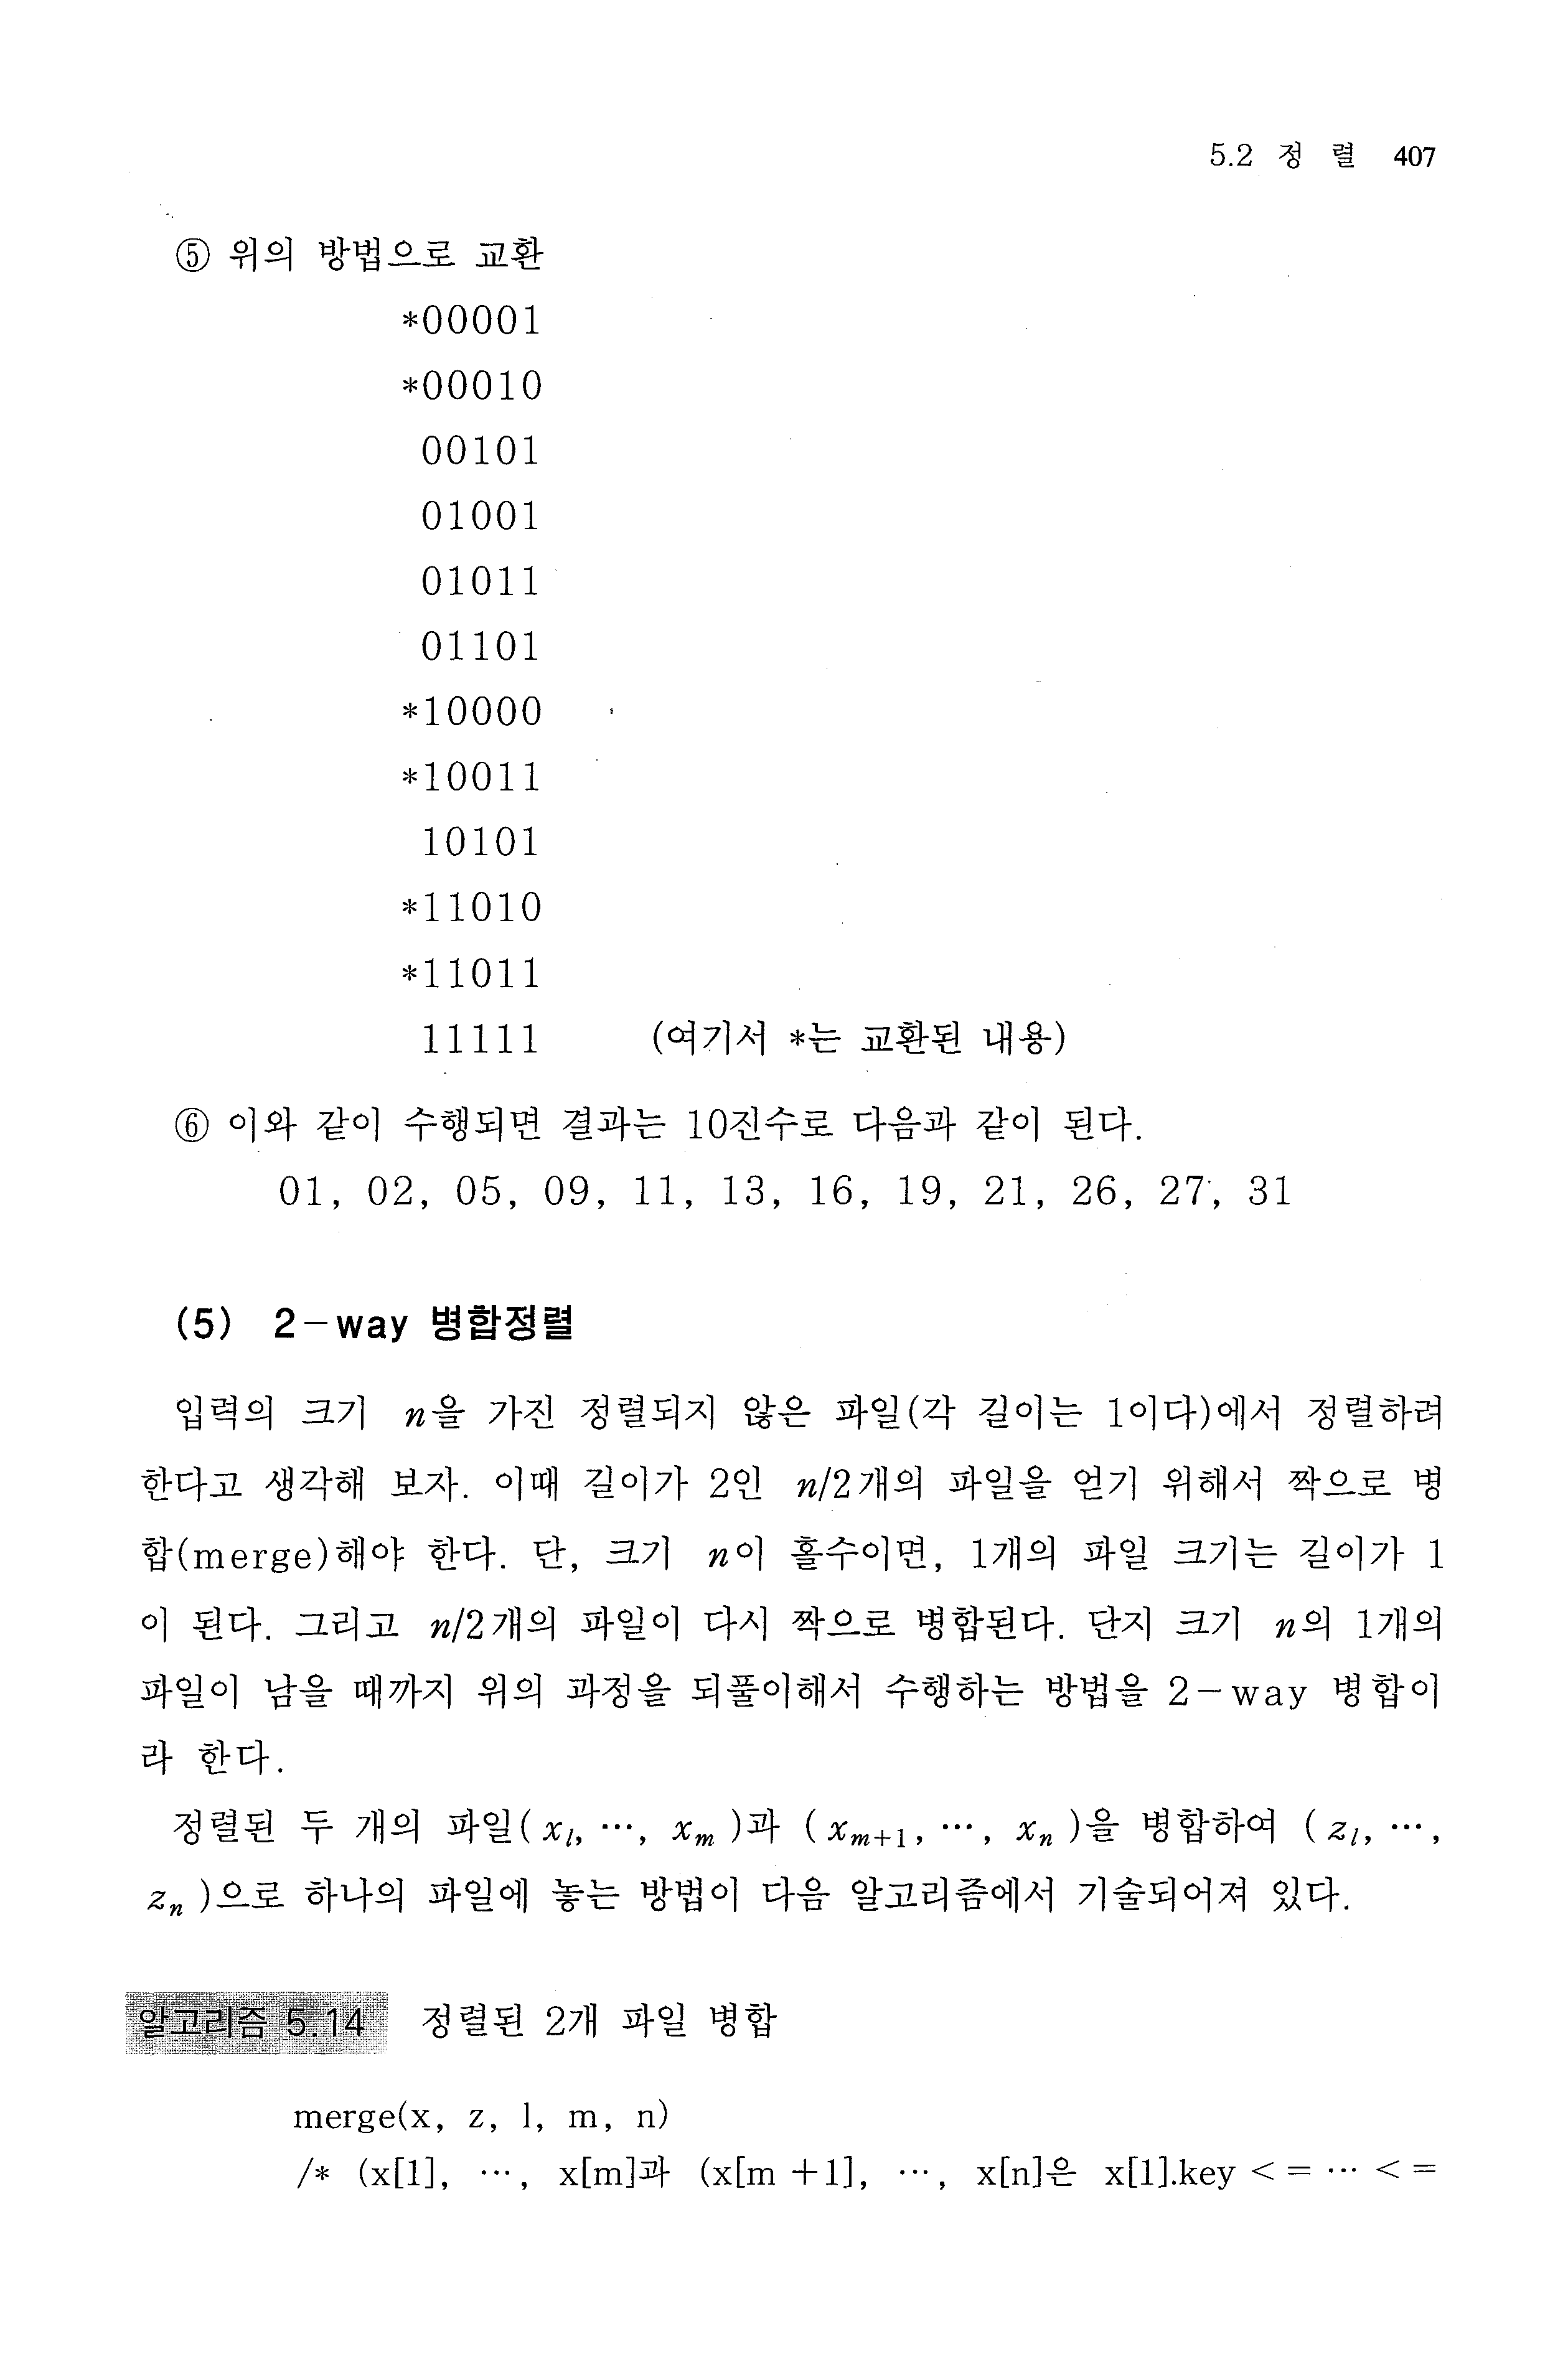 5.2 정 렬 407
⑤ 위의 방법으로 교환
*00001
*00010
00101
01001
01011
01101
*10000
*10011
10101
*11010
*11011
11111 (여기서 *는 교환된 내용)
⑥ 이와 같이 수행되면 결과는 10진수로 다음과 같이 된다.
01, 02, 05, 09, 11, 13, 16, 19, 21, 26, 27, 31
(5) 2-way 병합정렬
입력의 크기 n을 가진 정렬되지 않은 파일(각 길이는 1이다)에서 정렬하려
한다고 생각해 보자. 이때 길이가 2인 n/2개의 파일을 얻기 위해서 짝으로 병
합(merge)해야 한다. 단, 크기 n이 홀수이면, 1개의 파일 크기는 길이가 1
이 된다. 그리고 n/2개의 파일이 다시 짝으로 병합된다. 단지 크기 n의 1개의
파일이 남을 때까지 위의 과정을 되풀이해서 수행하는 방법을 2-way 병합이
라 한다.
정렬된 두 개의 파일(xₗ, …, xₘ)과 (xₘ₊₁, …, xₙ)을 병합하여 (zₗ, …,
zₙ)으로 하나의 파일에 놓는 방법이 다음 알고리즘에서 기술되어져 있다.
알고리즘 5.14 정렬된 2개 파일 병합
merge(x, z, l, m, n)
/* (x[l], …, x[m]과 (x[m+1], …, x[n]은 x[l].key <= … <=